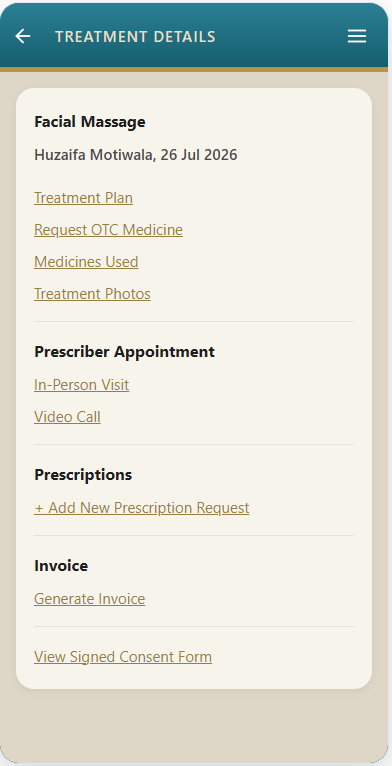 TREATMENT DETAILS
Facial Massage
Huzaifa Motiwala, 26 Jul 2026
Treatment Plan
Request OTC Medicine
Medicines Used
Treatment Photos
Prescriber Appointment
In-Person Visit
Video Call
Prescriptions
+ Add New Prescription Request
Invoice
Generate Invoice
View Signed Consent Form